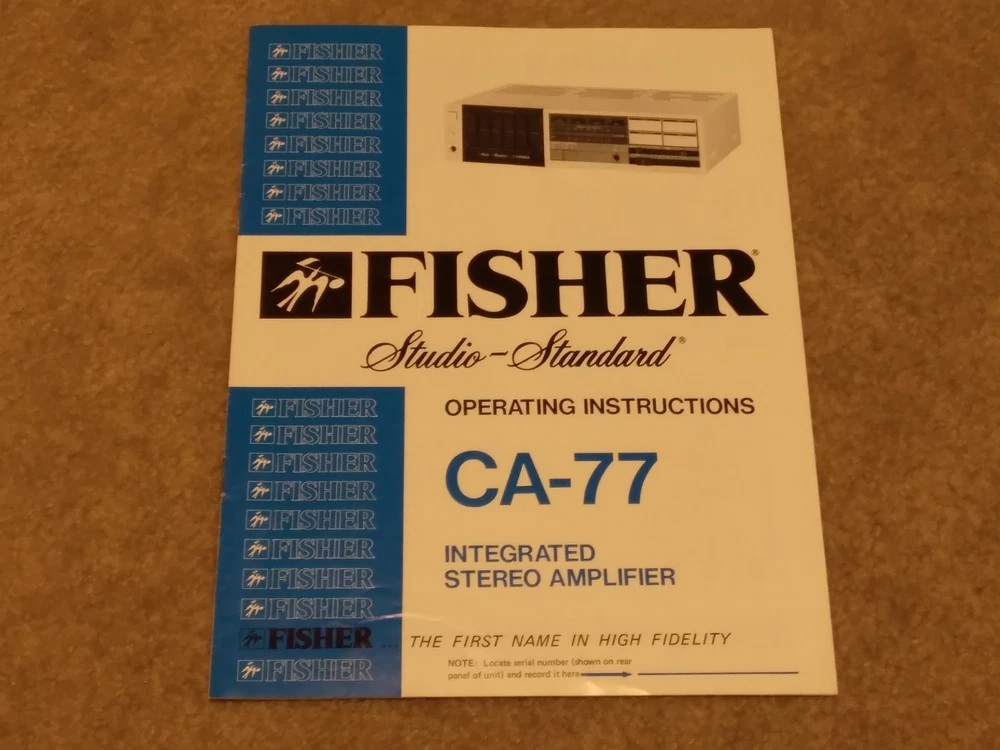 FISHER
FISHER
FISHER
FISHER
FISHER
FISHER
FISHER
FISHER
FISHER®
Studio-Standard®
OPERATING INSTRUCTIONS
CA-77
INTEGRATED
STEREO AMPLIFIER
FISHER
FISHER
FISHER
FISHER
FISHER
FISHER
FISHER
FISHER
FISHER ... THE FIRST NAME IN HIGH FIDELITY
FISHER
NOTE: Locate serial number (shown on rear
panel of unit) and record it here